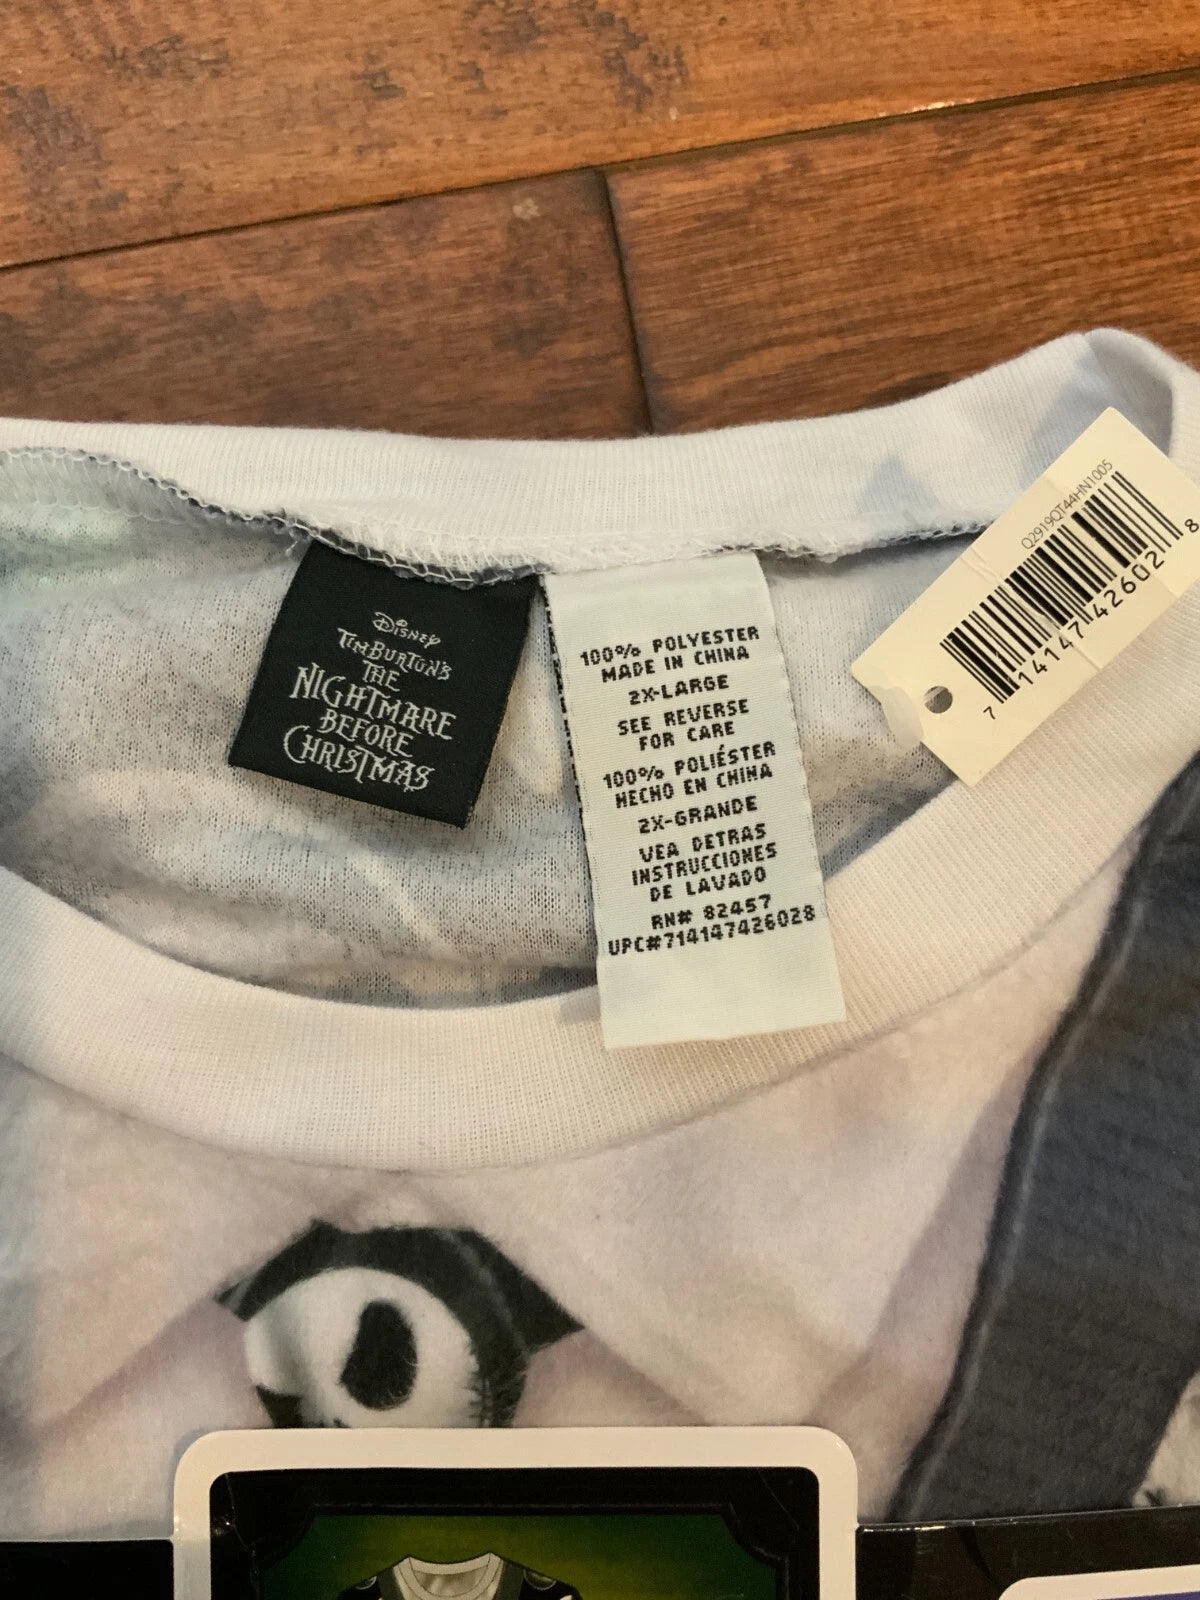 Disney
Tim Burton's
The
Nightmare
Before
Christmas
100% POLYESTER
MADE IN CHINA
2X-LARGE
SEE REVERSE
FOR CARE
100% POLIÉSTER
HECHO EN CHINA
2X-GRANDE
VEA DETRAS
INSTRUCCIONES
DE LAVADO
RN# 82457
UPC#714147426028
Q2919QT44HN1005
7 14147 42602 8